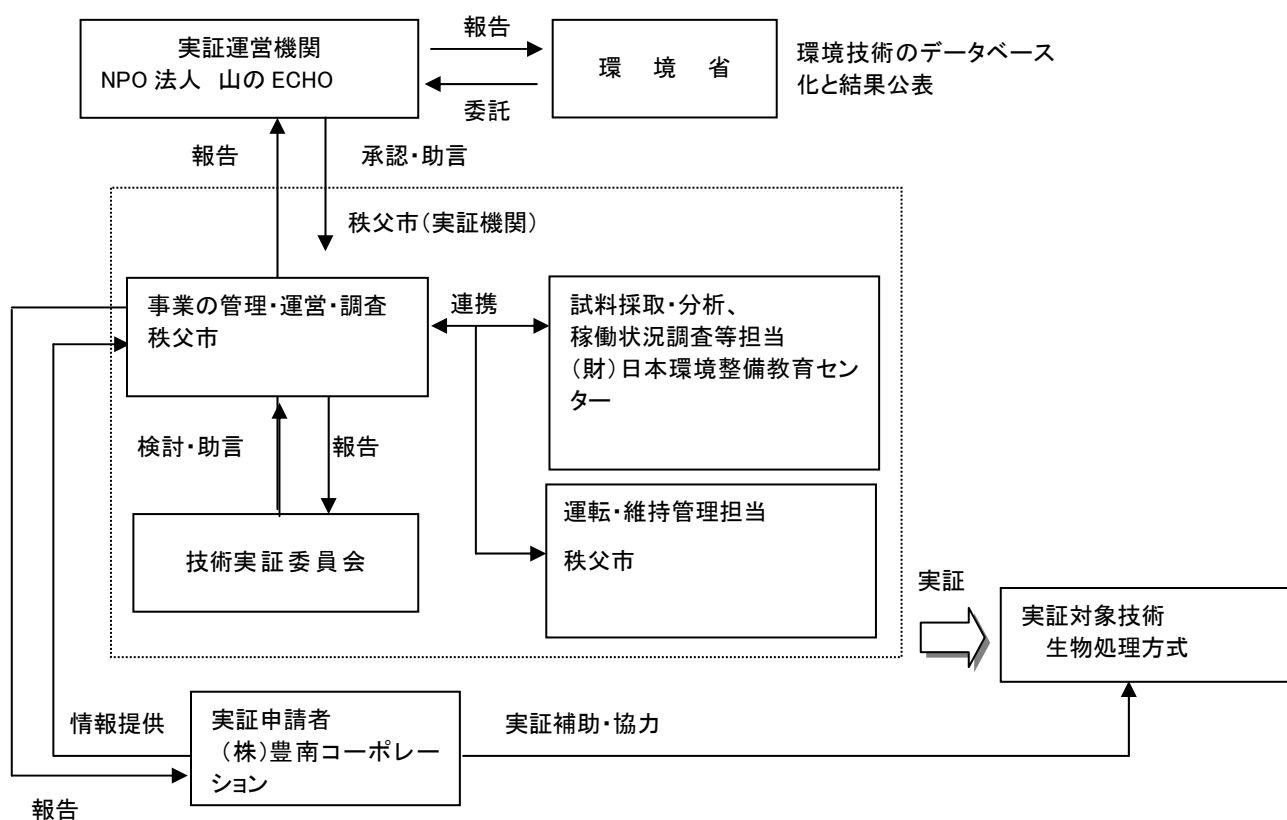 実証運営機関
NPO 法人 山の ECHO
報告
委託
環 境 省
環境技術のデータベース
化と結果公表
報告
承認・助言
秩父市(実証機関)
事業の管理・運営・調査
秩父市
連携
試料採取・分析、
稼働状況調査等担当
(財)日本環境整備教育セン
ター
検討・助言
報告
技術実証委員会
運転・維持管理担当
秩父市
実証
実証対象技術
生物処理方式
情報提供
実証申請者
(株)豊南コーポレー
ション
実証補助・協力
報告